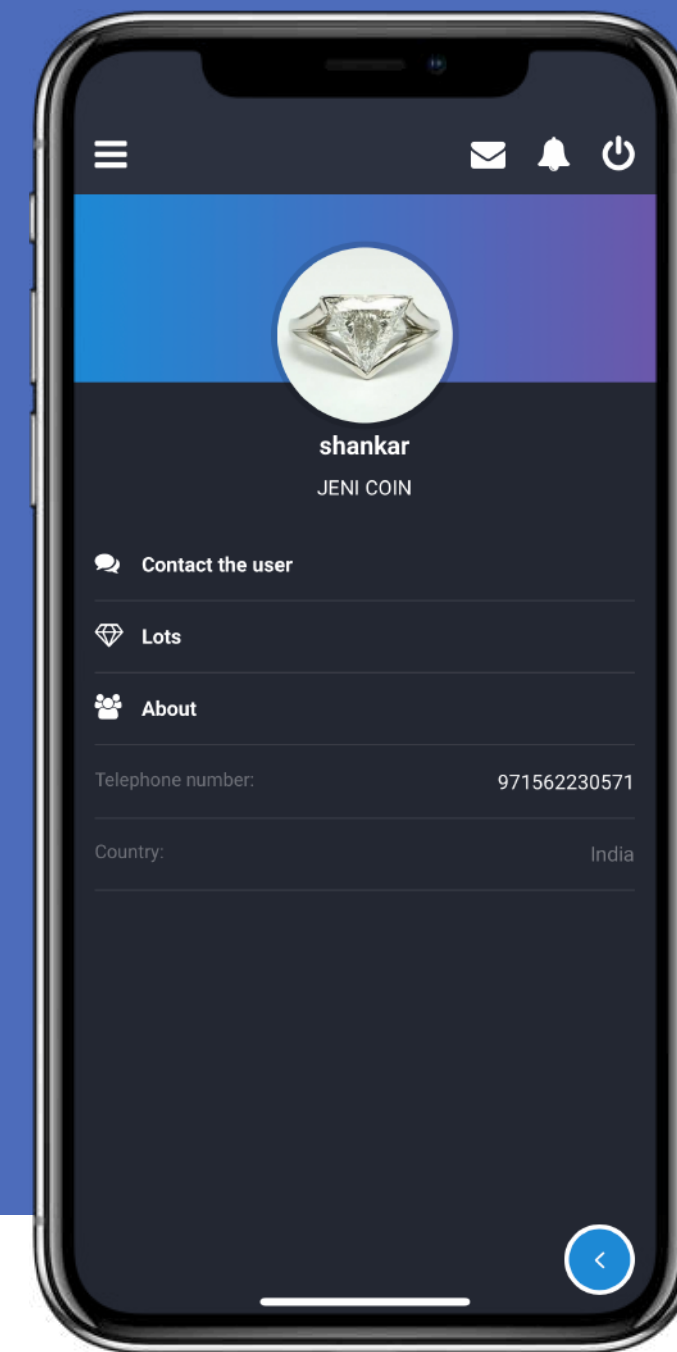 shankar
JENI COIN
Contact the user
Lots
About
Telephone number: 971562230571
Country: India